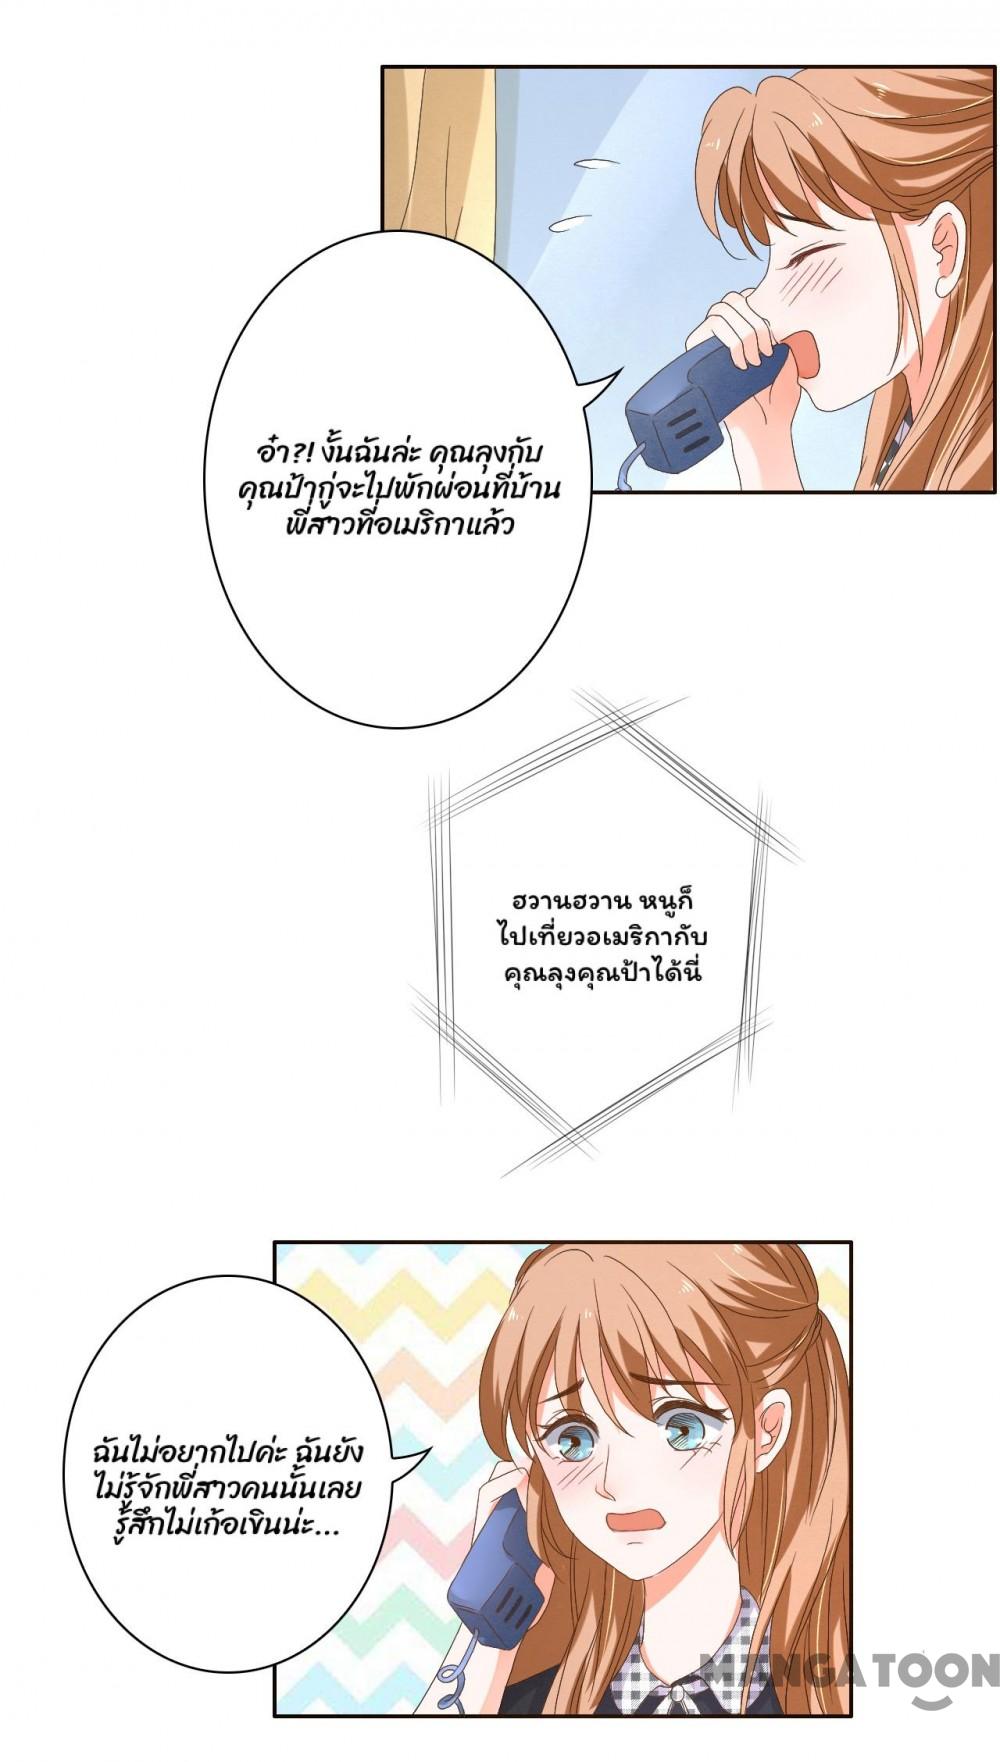 อ๋า?! งั้นฉันล่ะ คุณลุงกับ
คุณป้ากู่จะไปพักผ่อนที่บ้าน
พี่สาวที่อเมริกาแล้ว
ฮวานฮวาน หนูก็
ไปเที่ยวอเมริกากับ
คุณลุงคุณป้าได้นี่
ฉันไม่อยากไปค่ะ ฉันยัง
ไม่รู้จักพี่สาวคนนั้นเลย
รู้สึกไม่เก้อเขินน่ะ...
MANGATOON